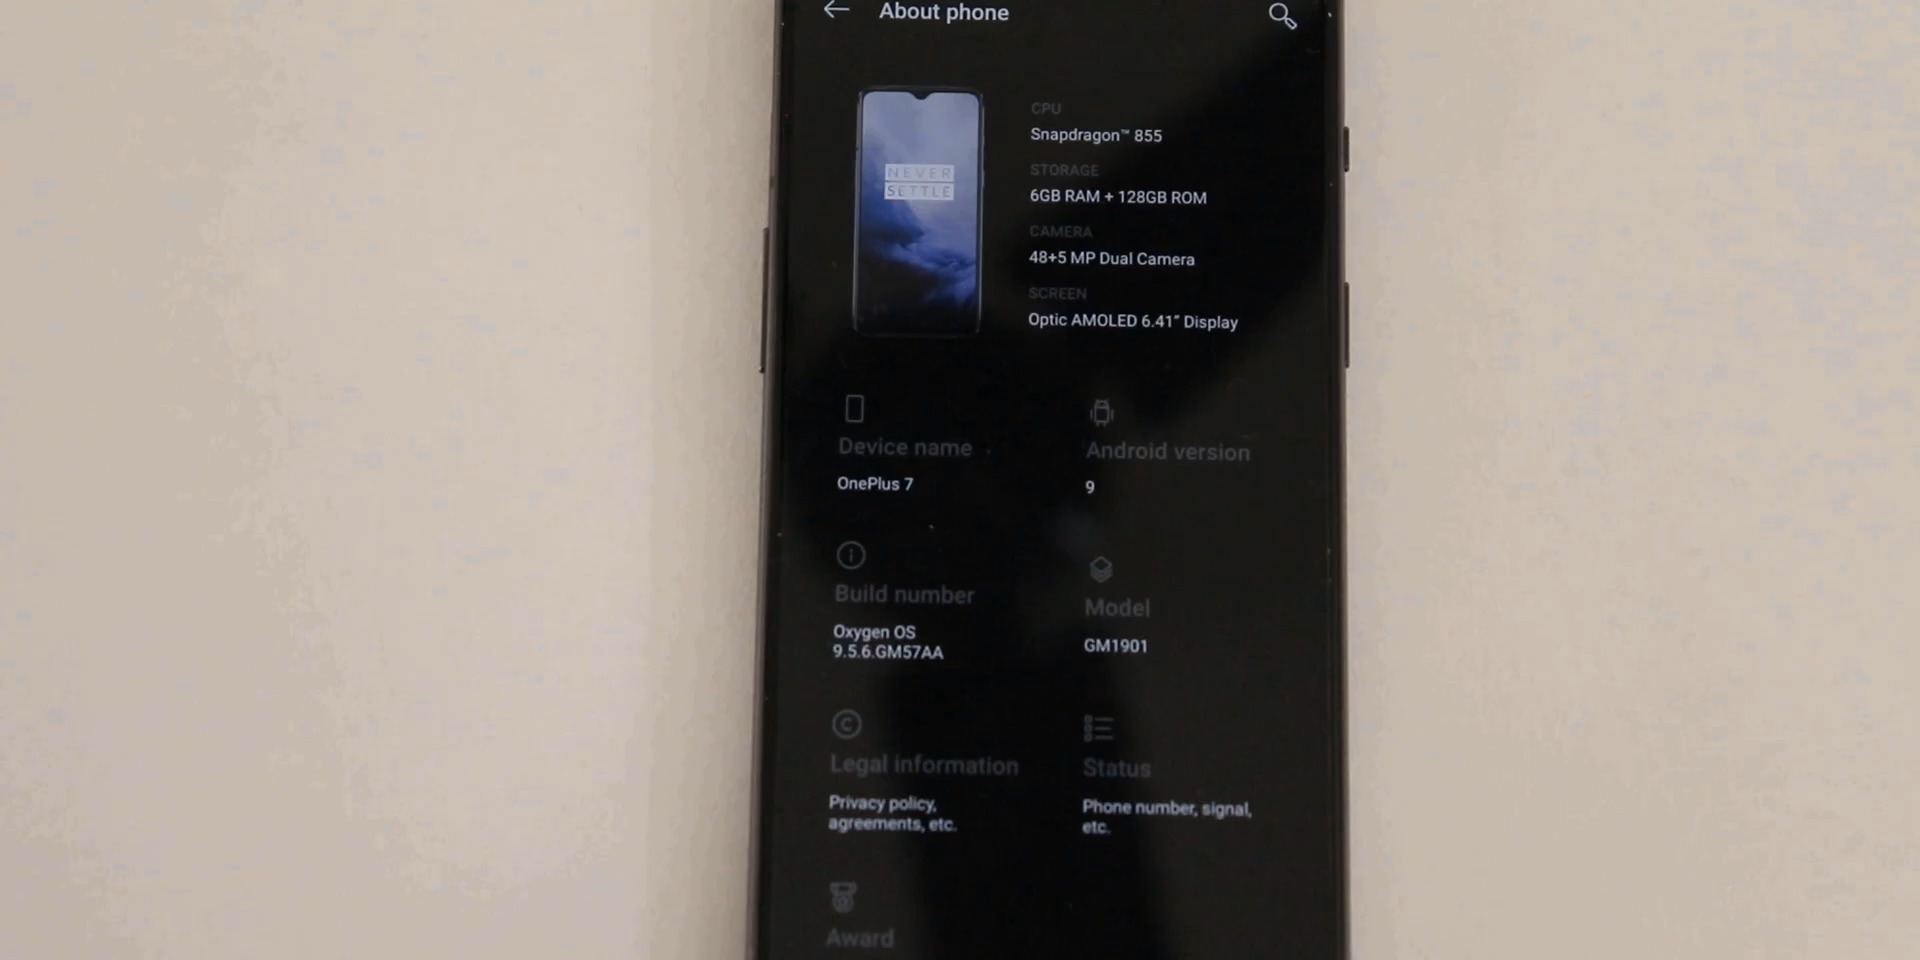 About phone
NEVER
SETTLE
CPU
Snapdragon™ 855
STORAGE
6GB RAM + 128GB ROM
CAMERA
48+5 MP Dual Camera
SCREEN
Optic AMOLED 6.41" Display
Device name
OnePlus 7
Android version
9
Build number
Oxygen OS
9.5.6.GM57AA
Model
GM1901
Legal information
Privacy policy,
agreements, etc.
Status
Phone number, signal,
etc.
Award